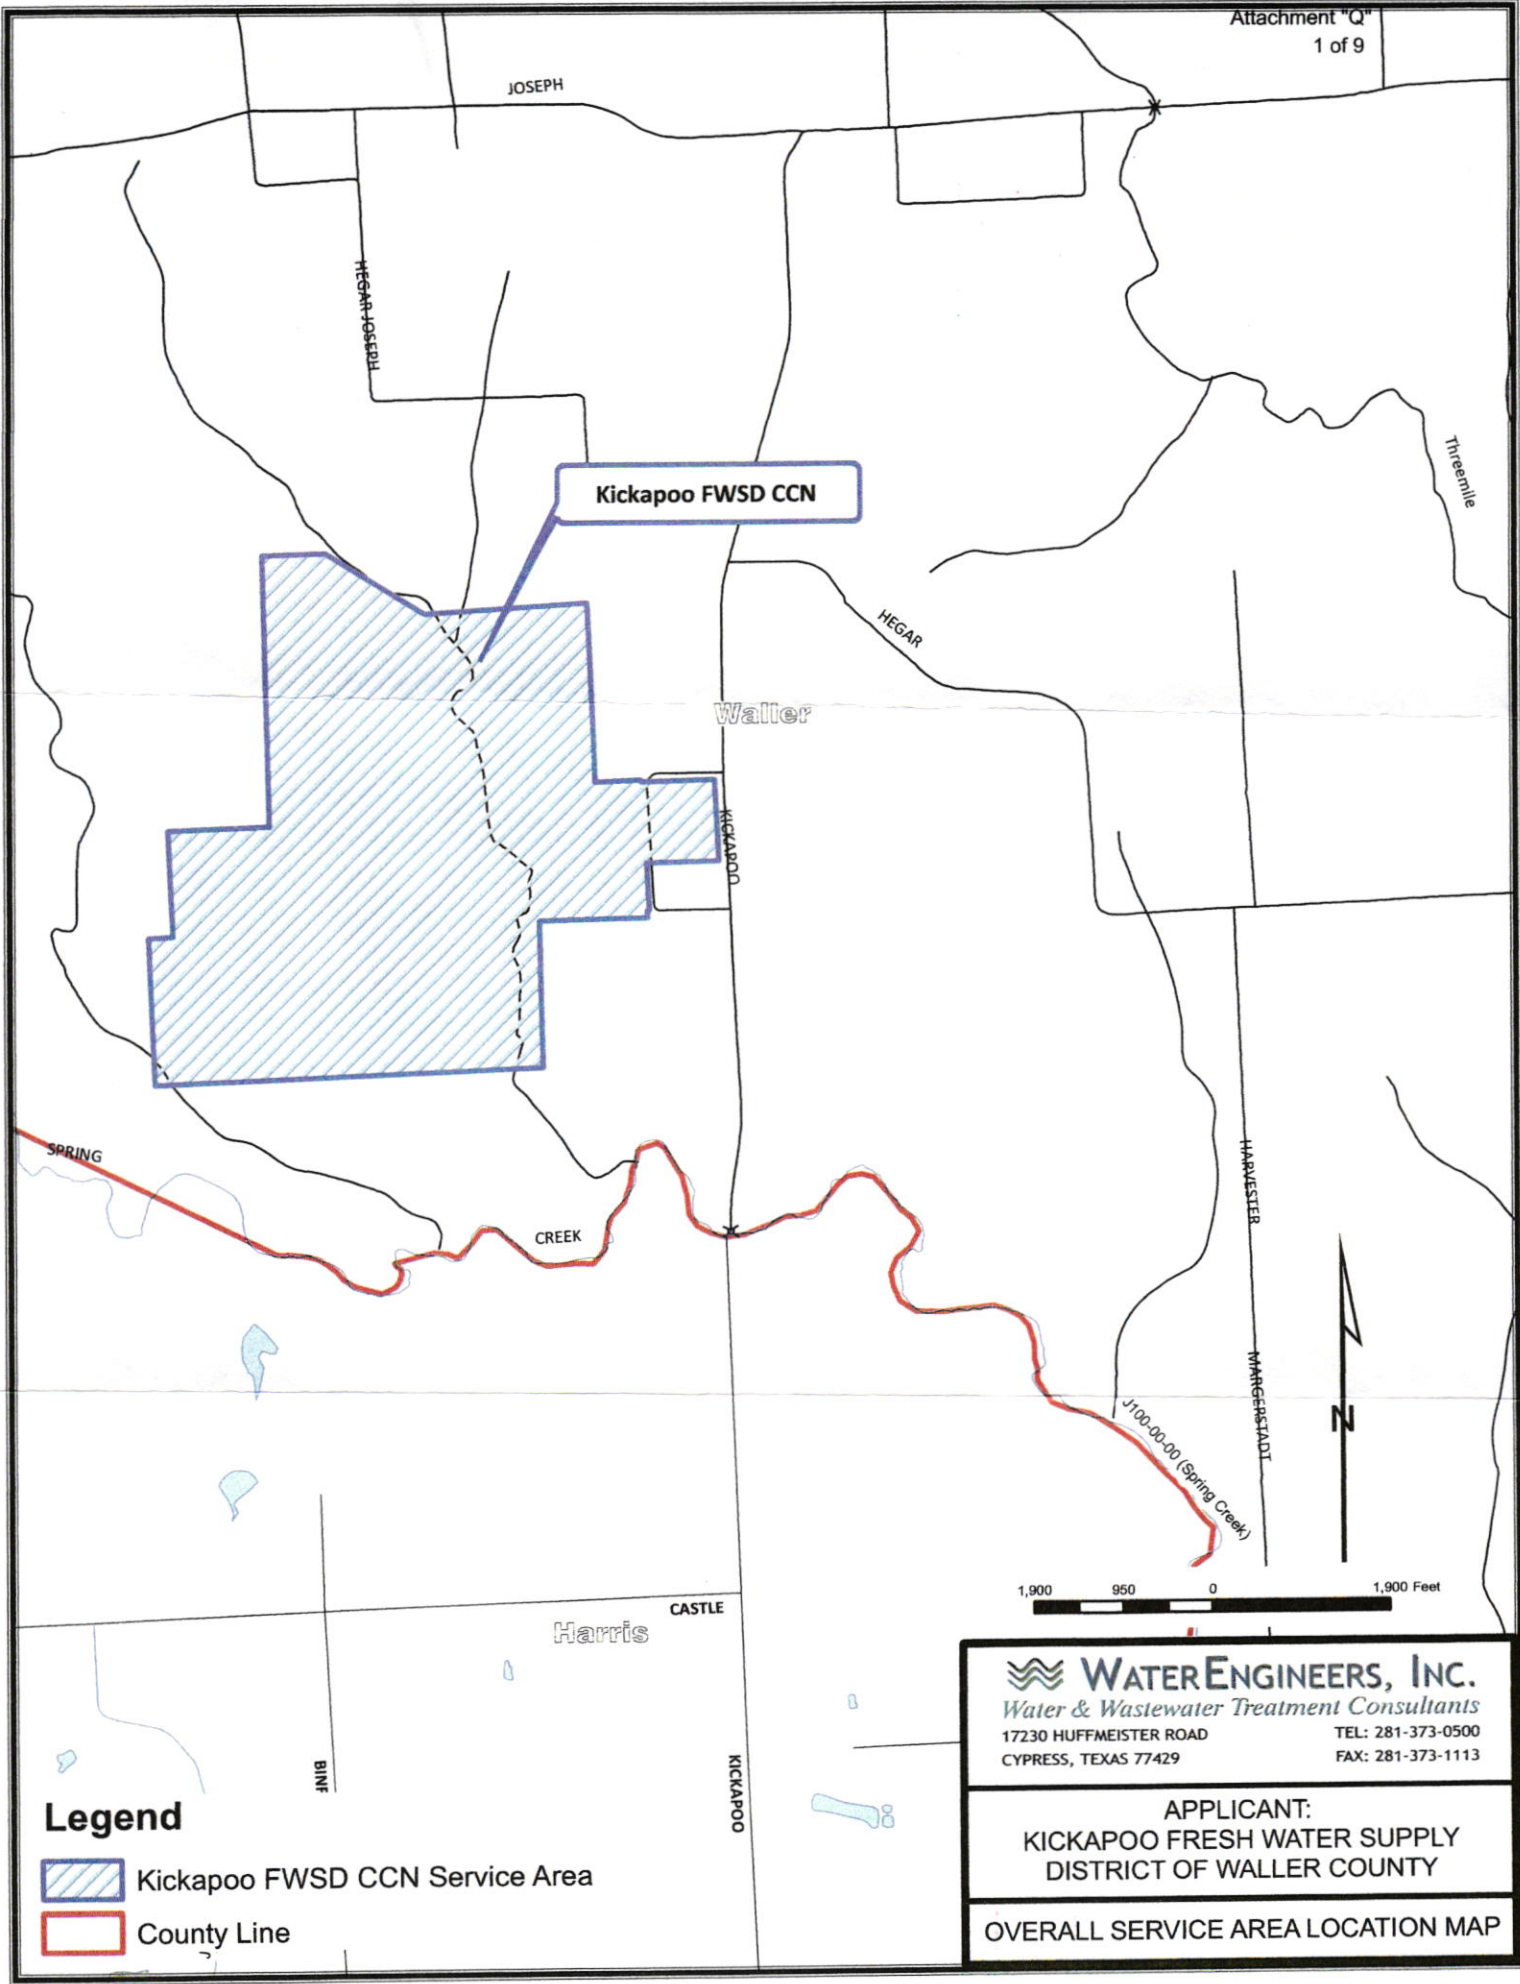 Attachment "Q"
1 of 9
JOSEPH
HEGAR JOSEPH
Threemile
Kickapoo FWSD CCN
HEGAR
Waller
KICKAPOO
SPRING
CREEK
HARVESTER
MARGERSTADT
J100-00-00 (Spring Creek)
N
1,900 950 0 1,900 Feet
CASTLE
Harris
BINF
KICKAPOO
WATERENGINEERS, INC.
Water & Wastewater Treatment Consultants
17230 HUFFMEISTER ROAD TEL: 281-373-0500
CYPRESS, TEXAS 77429 FAX: 281-373-1113
APPLICANT:
KICKAPOO FRESH WATER SUPPLY
DISTRICT OF WALLER COUNTY
OVERALL SERVICE AREA LOCATION MAP
Legend
Kickapoo FWSD CCN Service Area
County Line